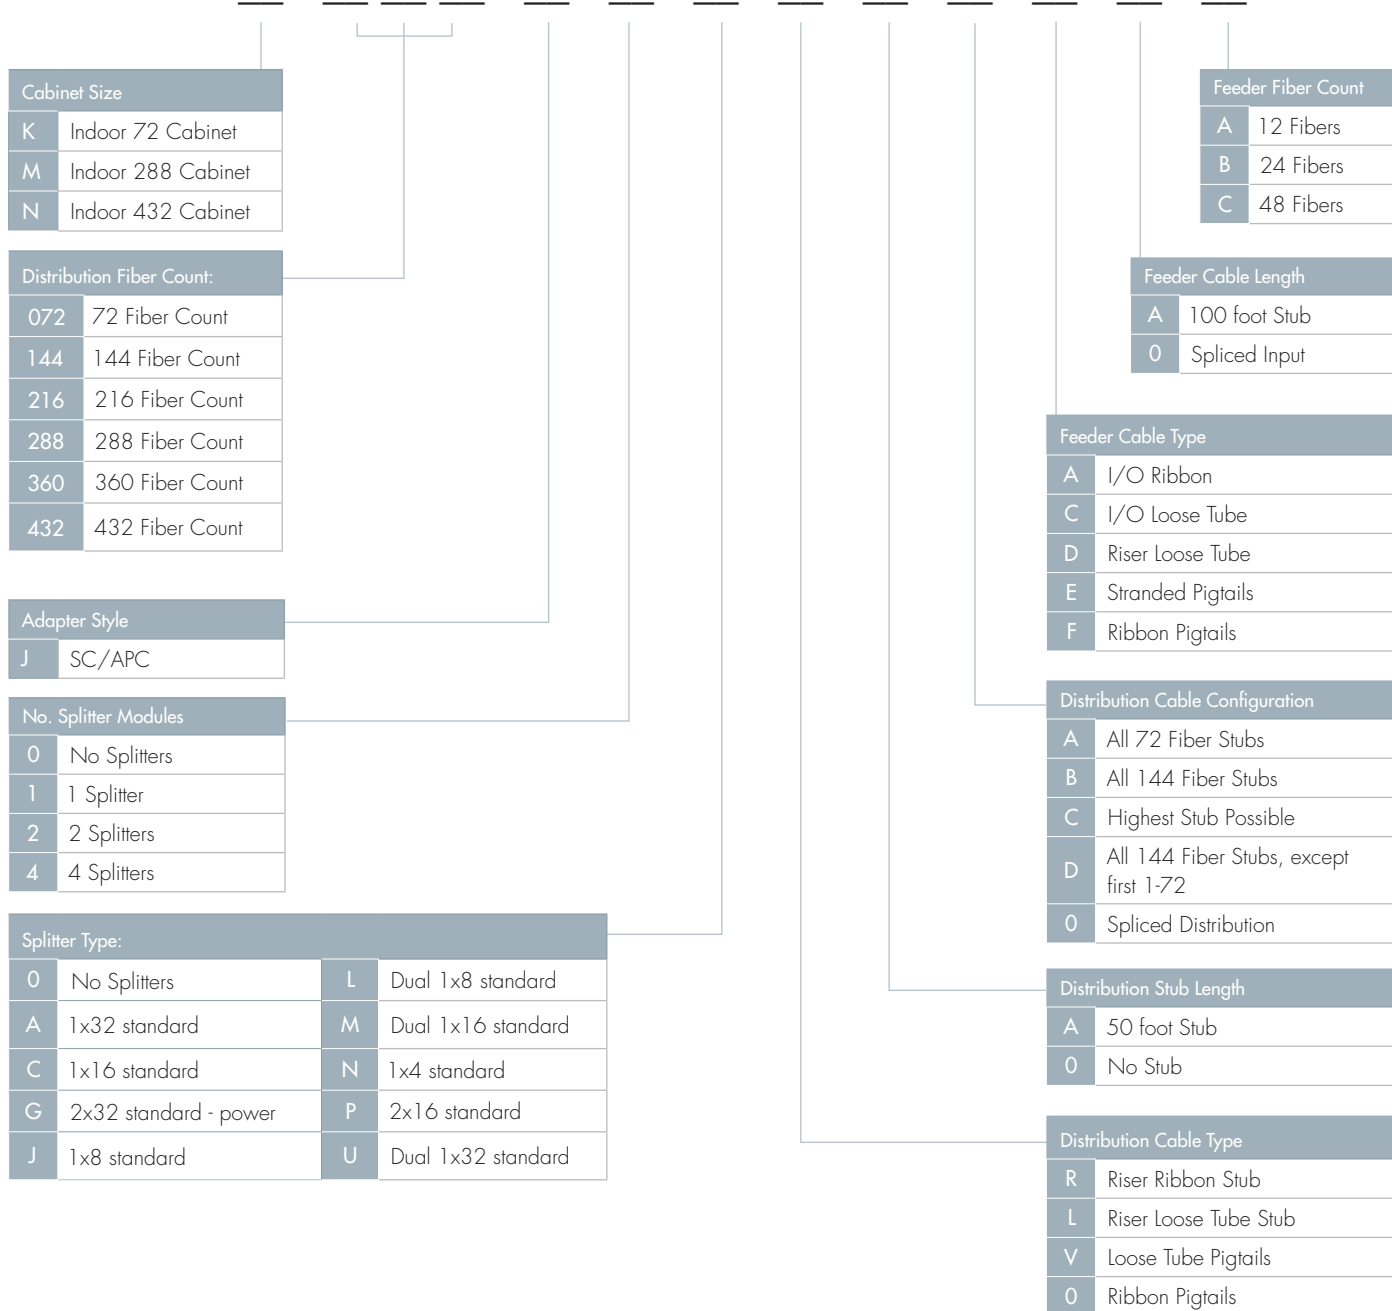 Cabinet Size
K Indoor 72 Cabinet
M Indoor 288 Cabinet
N Indoor 432 Cabinet
Distribution Fiber Count:
072 72 Fiber Count
144 144 Fiber Count
216 216 Fiber Count
288 288 Fiber Count
360 360 Fiber Count
432 432 Fiber Count
Adapter Style
J SC/APC
No. Splitter Modules
0 No Splitters
1 1 Splitter
2 2 Splitters
4 4 Splitters
Splitter Type:
0 No Splitters L Dual 1x8 standard
A 1x32 standard M Dual 1x16 standard
C 1x16 standard N 1x4 standard
G 2x32 standard - power P 2x16 standard
J 1x8 standard U Dual 1x32 standard
Feeder Fiber Count
A 12 Fibers
B 24 Fibers
C 48 Fibers
Feeder Cable Length
A 100 foot Stub
0 Spliced Input
Feeder Cable Type
A I/O Ribbon
C I/O Loose Tube
D Riser Loose Tube
E Stranded Pigtails
F Ribbon Pigtails
Distribution Cable Configuration
A All 72 Fiber Stubs
B All 144 Fiber Stubs
C Highest Stub Possible
D All 144 Fiber Stubs, except
first 1-72
0 Spliced Distribution
Distribution Stub Length
A 50 foot Stub
0 No Stub
Distribution Cable Type
R Riser Ribbon Stub
L Riser Loose Tube Stub
V Loose Tube Pigtails
0 Ribbon Pigtails